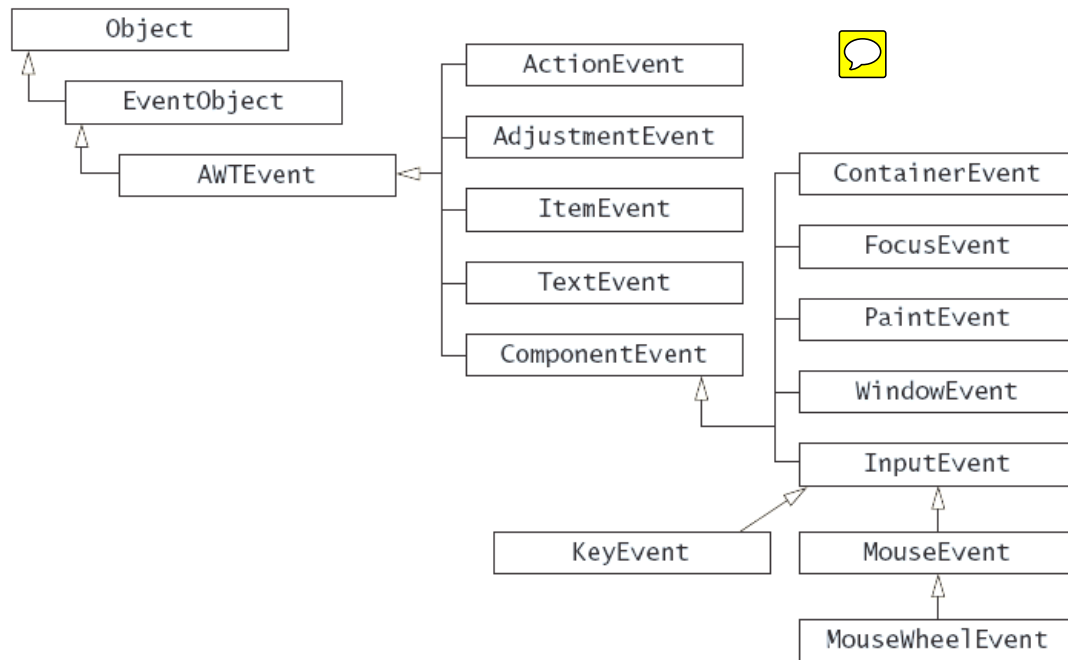 Object
EventObject
AWTEvent
ActionEvent
AdjustmentEvent
ItemEvent
TextEvent
ComponentEvent
ContainerEvent
FocusEvent
PaintEvent
WindowEvent
InputEvent
KeyEvent
MouseEvent
MouseWheelEvent